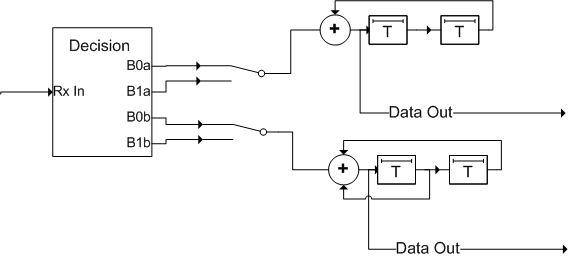 Decision
Rx In
B0a
B1a
B0b
B1b
+
T
T
Data Out
+
T
T
Data Out